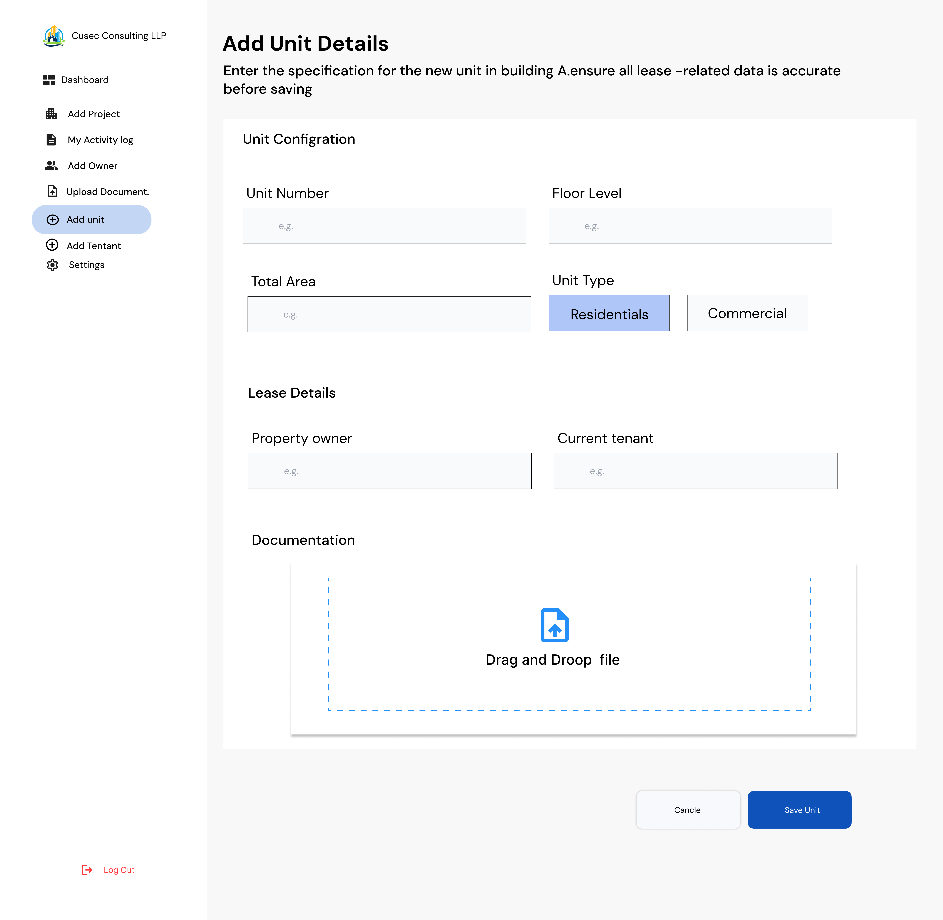 Cusec Consulting LLP
Dashboard
Add Project
My Activity log
Add Owner
Upload Document.
Add unit
Add Tentant
Settings
Log Out
Add Unit Details
Enter the specification for the new unit in building A.ensure all lease -related data is accurate
before saving
Unit Configration
Unit Number
Floor Level
e.g.
e.g.
Total Area
Unit Type
e.g.
Residentials
Commercial
Lease Details
Property owner
Current tenant
e.g.
e.g.
Documentation
Drag and Droop file
Cancle
Save Unit